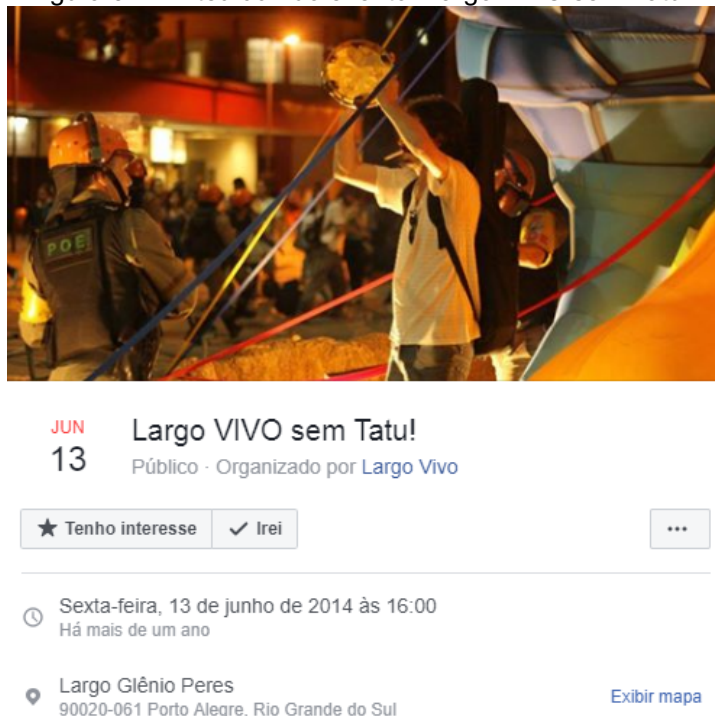 POE
JUN
13
Largo VIVO sem Tatu!
Público · Organizado por Largo Vivo
Tenho interesse
Irei
Sexta-feira, 13 de junho de 2014 às 16:00
Há mais de um ano
Largo Glênio Peres
90020-061 Porto Alegre, Rio Grande do Sul
Exibir mapa